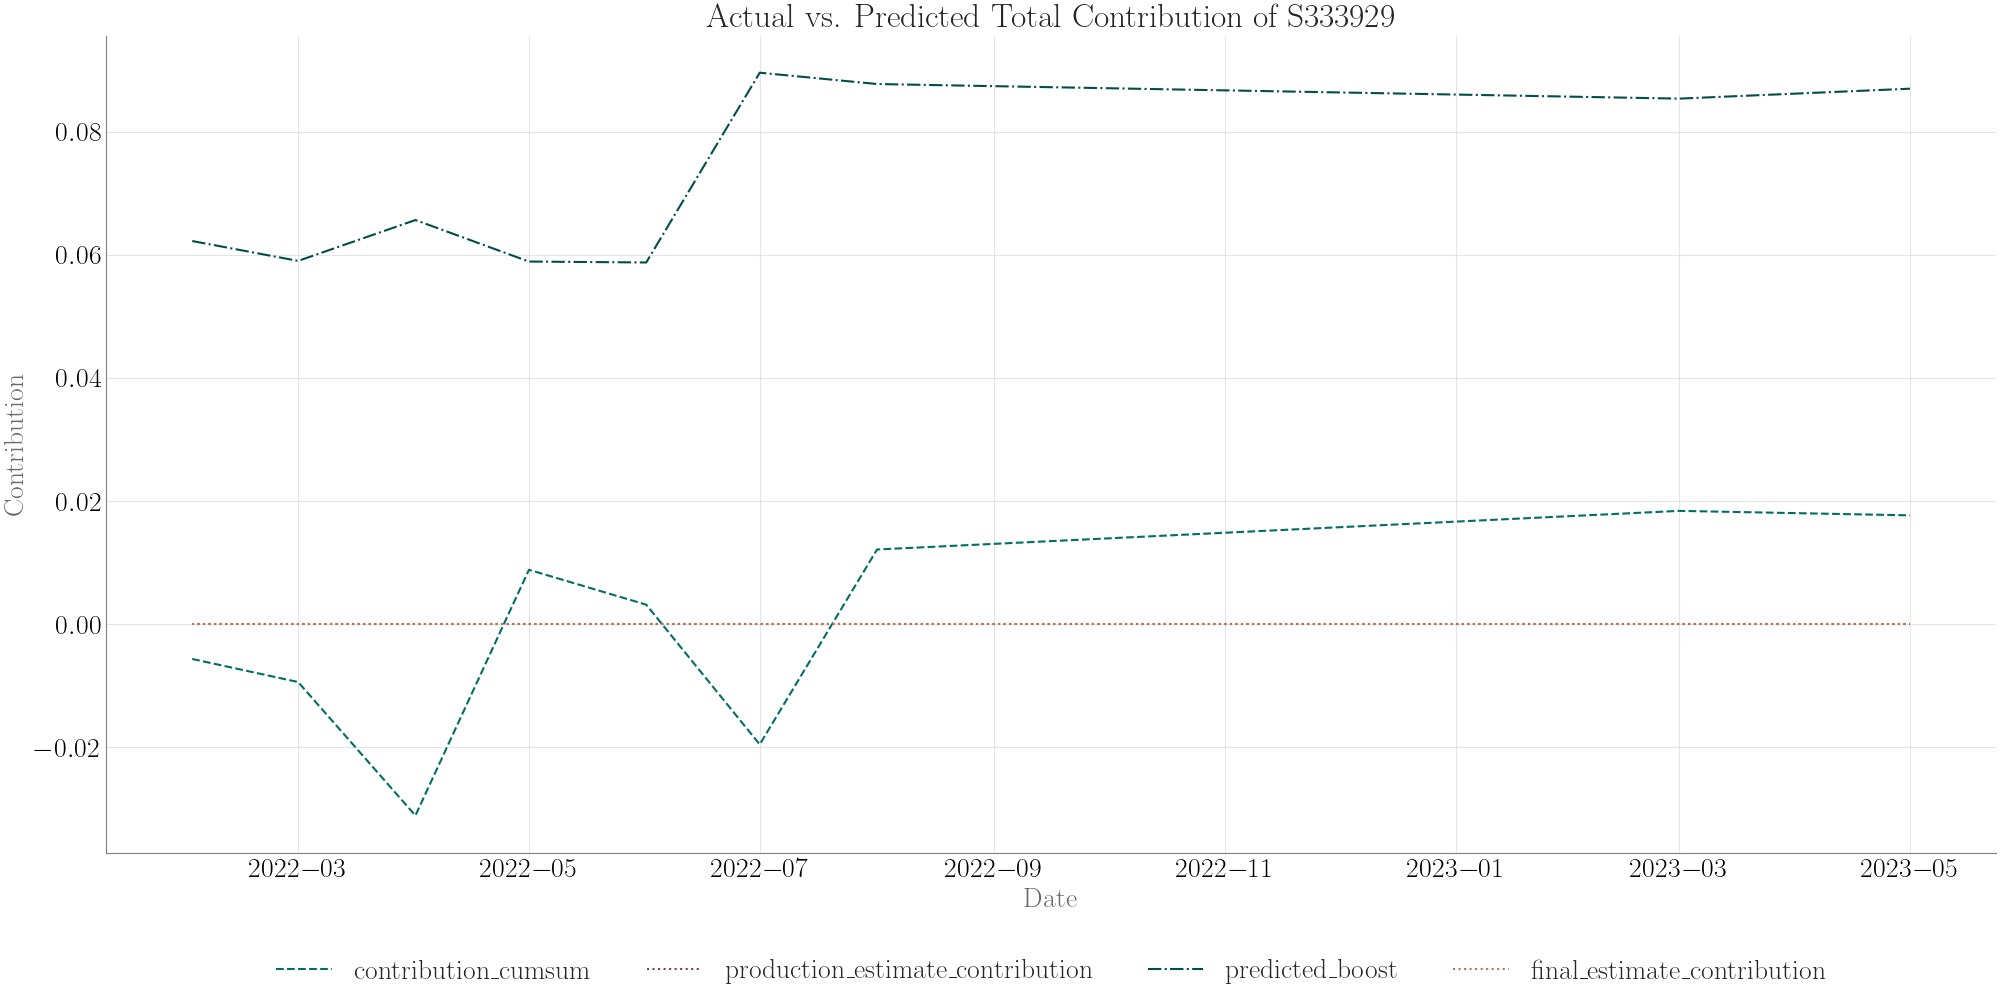 Actual vs. Predicted Total Contribution of S333929
Contribution
0.08
0.06
0.04
0.02
0.00
−0.02
2022−03 2022−05 2022−07 2022−09 2022−11 2023−01 2023−03 2023−05
Date
contribution_cumsum production_estimate_contribution predicted_boost final_estimate_contribution